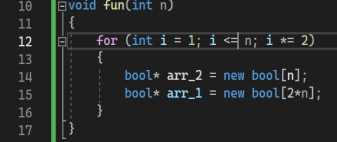 10 void fun(int n)
11 {
12 for (int i = 1; i <= n; i *= 2)
13 {
14 bool* arr_2 = new bool[n];
15 bool* arr_1 = new bool[2*n];
16 }
17 }